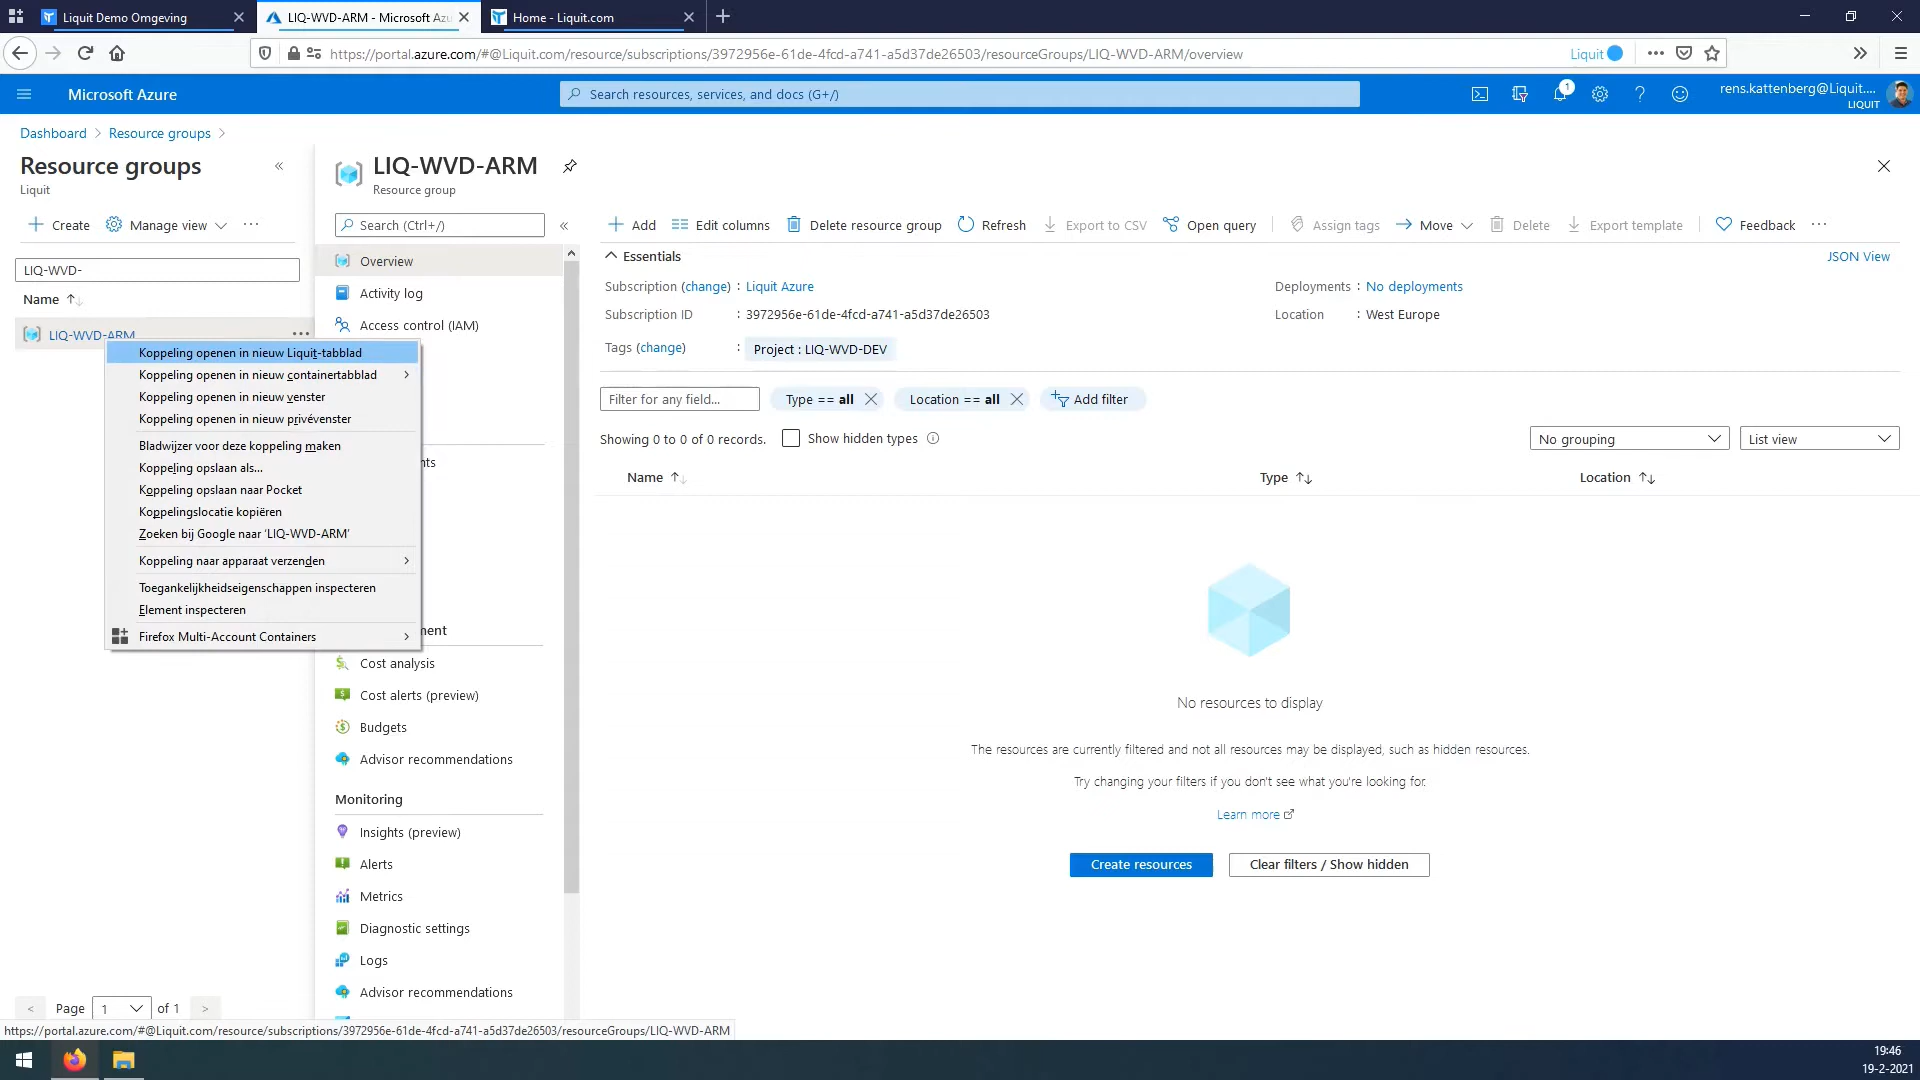 Liquit Demo Omgeving
LIQ-WVD-ARM - Microsoft Azu
Home - Liquit.com
https://portal.azure.com/#@Liquit.com/resource/subscriptions/3972956e-61de-4fcd-a741-a5d37de26503/resourceGroups/LIQ-WVD-ARM/overview
Liquit
Microsoft Azure
Search resources, services, and docs (G+/)
1
rens.kattenberg@Liquit....
LIQUIT
Dashboard > Resource groups >
Resource groups
Liquit
Create
Manage view
LIQ-WVD-
Name
LIQ-WVD-ARM
Koppeling openen in nieuw Liquit-tabblad
Koppeling openen in nieuw containertabblad
Koppeling openen in nieuw venster
Koppeling openen in nieuw privévenster
Bladwijzer voor deze koppeling maken
Koppeling opslaan als...
Koppeling opslaan naar Pocket
Koppelingslocatie kopiëren
Zoeken bij Google naar ‘LIQ-WVD-ARM’
Koppeling naar apparaat verzenden
Toegankelijkheidseigenschappen inspecteren
Element inspecteren
Firefox Multi-Account Containers
Page 1 of 1
LIQ-WVD-ARM
Resource group
Search (Ctrl+/)
Overview
Activity log
Access control (IAM)
nts
ment
Cost analysis
Cost alerts (preview)
Budgets
Advisor recommendations
Monitoring
Insights (preview)
Alerts
Metrics
Diagnostic settings
Logs
Advisor recommendations
Add
Edit columns
Delete resource group
Refresh
Export to CSV
Open query
Assign tags
Move
Delete
Export template
Feedback
Essentials
JSON View
Subscription (change) : Liquit Azure
Deployments : No deployments
Subscription ID : 3972956e-61de-4fcd-a741-a5d37de26503
Location : West Europe
Tags (change) : Project : LIQ-WVD-DEV
Filter for any field...
Type == all
Location == all
Add filter
Showing 0 to 0 of 0 records.
Show hidden types
No grouping
List view
Name
Type
Location
No resources to display
The resources are currently filtered and not all resources may be displayed, such as hidden resources.
Try changing your filters if you don't see what you're looking for.
Learn more
Create resources
Clear filters / Show hidden
https://portal.azure.com/#@Liquit.com/resource/subscriptions/3972956e-61de-4fcd-a741-a5d37de26503/resourceGroups/LIQ-WVD-ARM
19:46
19-2-2021